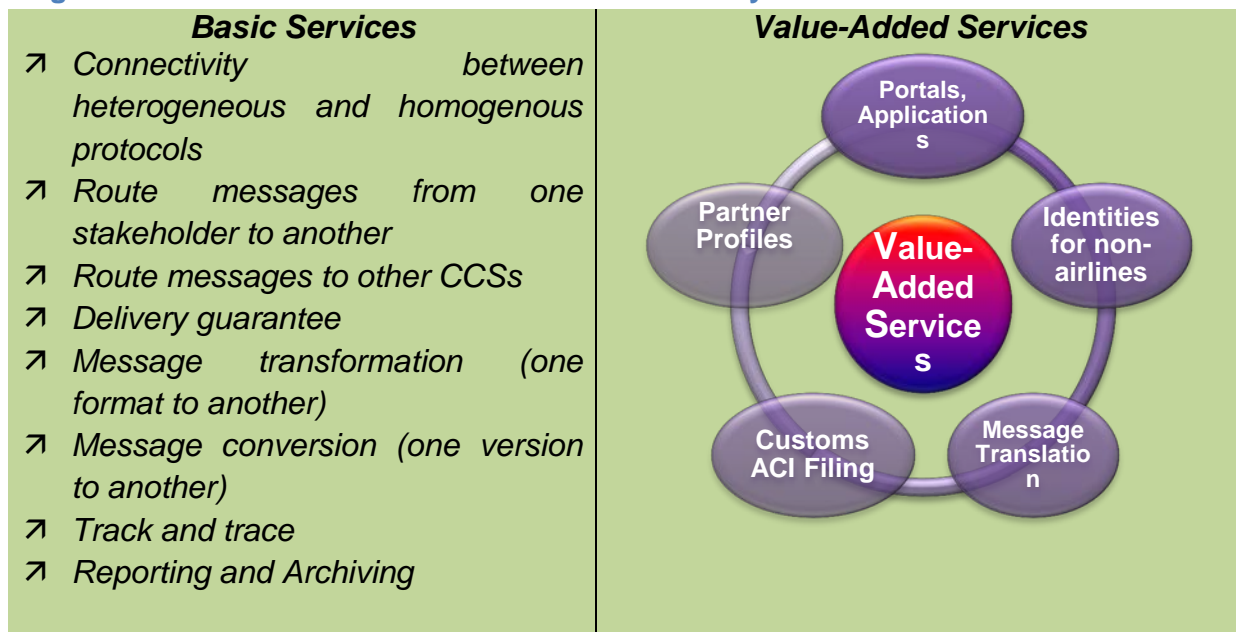 Basic Services
↗ Connectivity between
heterogeneous and homogenous
protocols
↗ Route messages from one
stakeholder to another
↗ Route messages to other CCSs
↗ Delivery guarantee
↗ Message transformation (one
format to another)
↗ Message conversion (one version
to another)
↗ Track and trace
↗ Reporting and Archiving
Value-Added Services
Portals,
Application
s
Identities
for non-
airlines
Message
Translatio
n
Customs
ACI Filing
Partner
Profiles
Value-
Added
Service
s